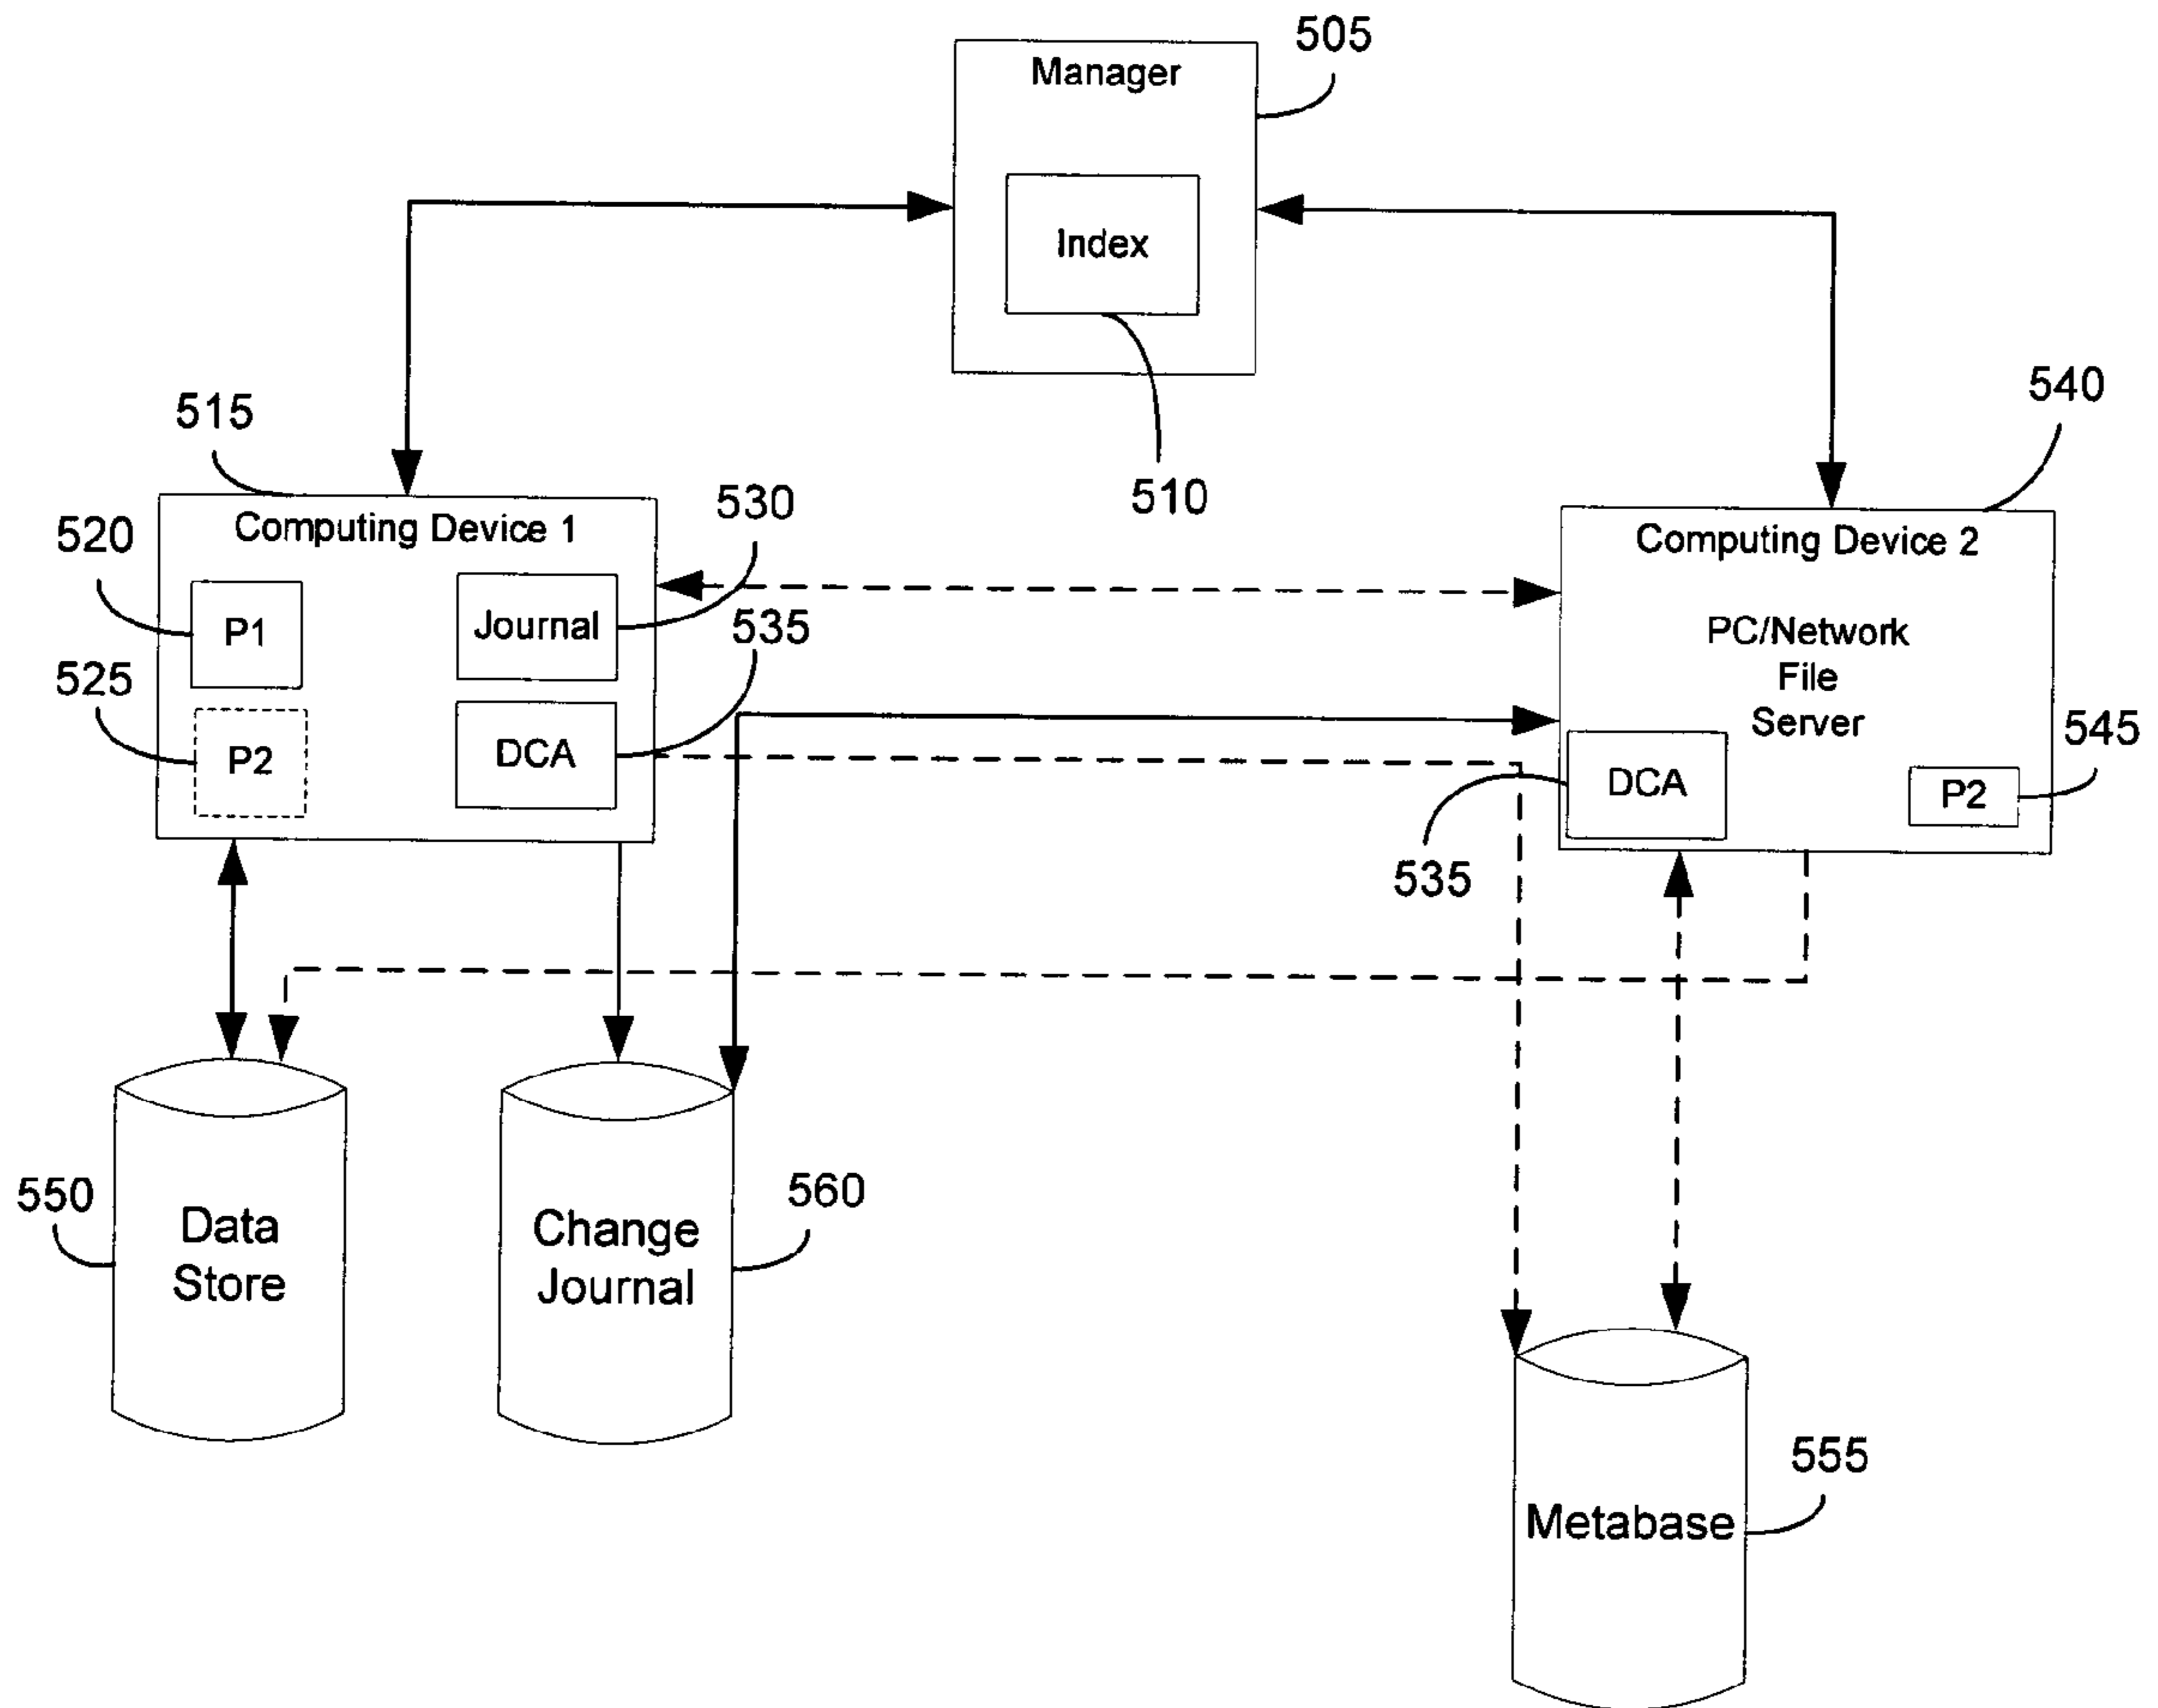 505
Manager
Index
510
515
540
Computing Device 1
530
520
P1
Journal
535
525
P2
DCA
Computing Device 2
PC/Network
File
Server
DCA
545
P2
535
550
Data
Store
Change
Journal
560
555
Metabase